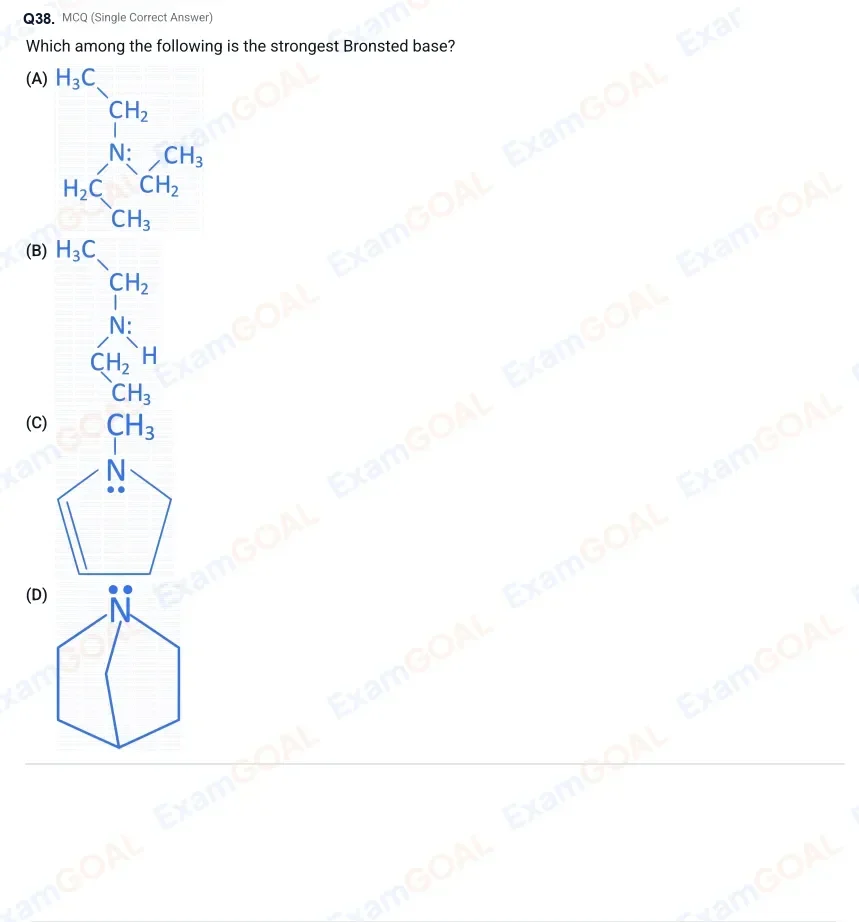 Q38. MCQ (Single Correct Answer)
Which among the following is the strongest Bronsted base?
(A) H₃C
CH₂
N: CH₃
H₂C CH₂
CH₃
(B) H₃C
CH₂
N:
CH₂ H
CH₃
(C) CH₃
N
(D)
N
ExamGOAL